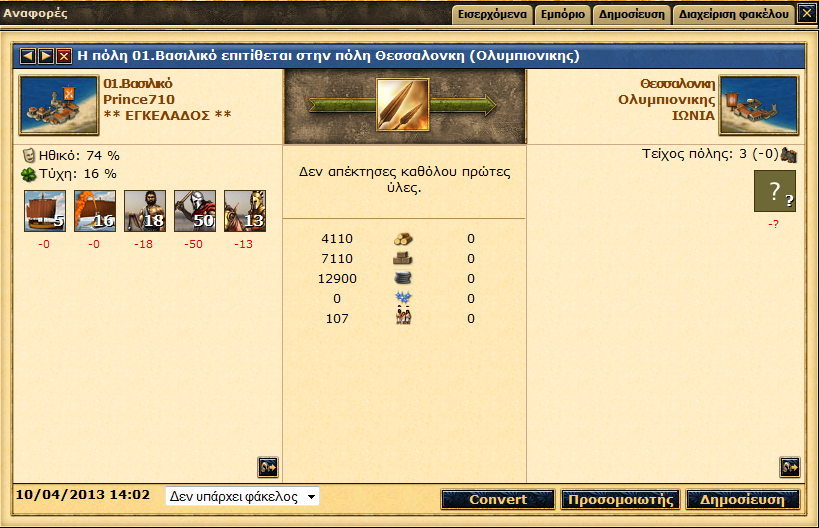 Αναφορές
Εισερχόμενα Εμπόριο Δημοσίευση Διαχείριση φακέλου
Η πόλη 01.Βασιλικό επιτίθεται στην πόλη Θεσσαλονκη (Ολυμπιονικης)
01.Βασιλικό
Prince710
** ΕΓΚΕΛΑΔΟΣ **
Θεσσαλονκη
Ολυμπιονικης
ΙΩΝΙΑ
Ηθικό: 74 %
Τύχη: 16 %
5 16 18 50 13
-0 -0 -18 -50 -13
Δεν απέκτησες καθόλου πρώτες
ύλες.
4110 0
7110 0
12900 0
0 0
107 0
Τείχος πόλης: 3 (-0)
? ?
-?
10/04/2013 14:02 Δεν υπάρχει φάκελος Convert Προσομοιωτής Δημοσίευση